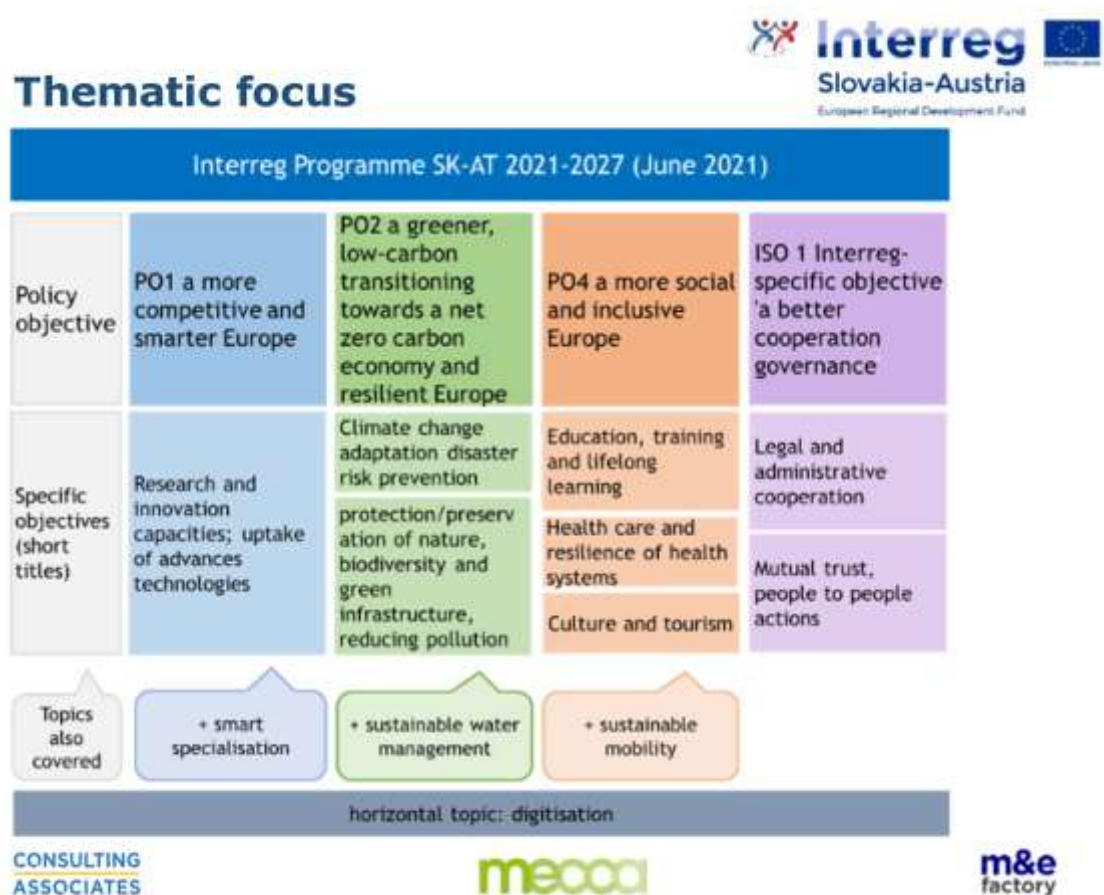 Interreg
Slovakia-Austria
European Regional Development Fund
Thematic focus
Interreg Programme SK-AT 2021-2027 (June 2021)
Policy
objective
PO1 a more
competitive and
smarter Europe
PO2 a greener,
low-carbon
transitioning
towards a net
zero carbon
economy and
resilient Europe
PO4 a more social
and inclusive
Europe
ISO 1 Interreg-
specific objective
'a better
cooperation
governance
Specific
objectives
(short
titles)
Research and
innovation
capacities; uptake
of advances
technologies
Climate change
adaptation disaster
risk prevention
protection/preserv
ation of nature,
biodiversity and
green
infrastructure,
reducing pollution
Education, training
and lifelong
learning
Health care and
resilience of health
systems
Culture and tourism
Legal and
administrative
cooperation
Mutual trust,
people to people
actions
Topics
also
covered
+ smart
specialisation
+ sustainable water
management
+ sustainable
mobility
horizontal topic: digitisation
CONSULTING
ASSOCIATES
mecca
m&e
factory